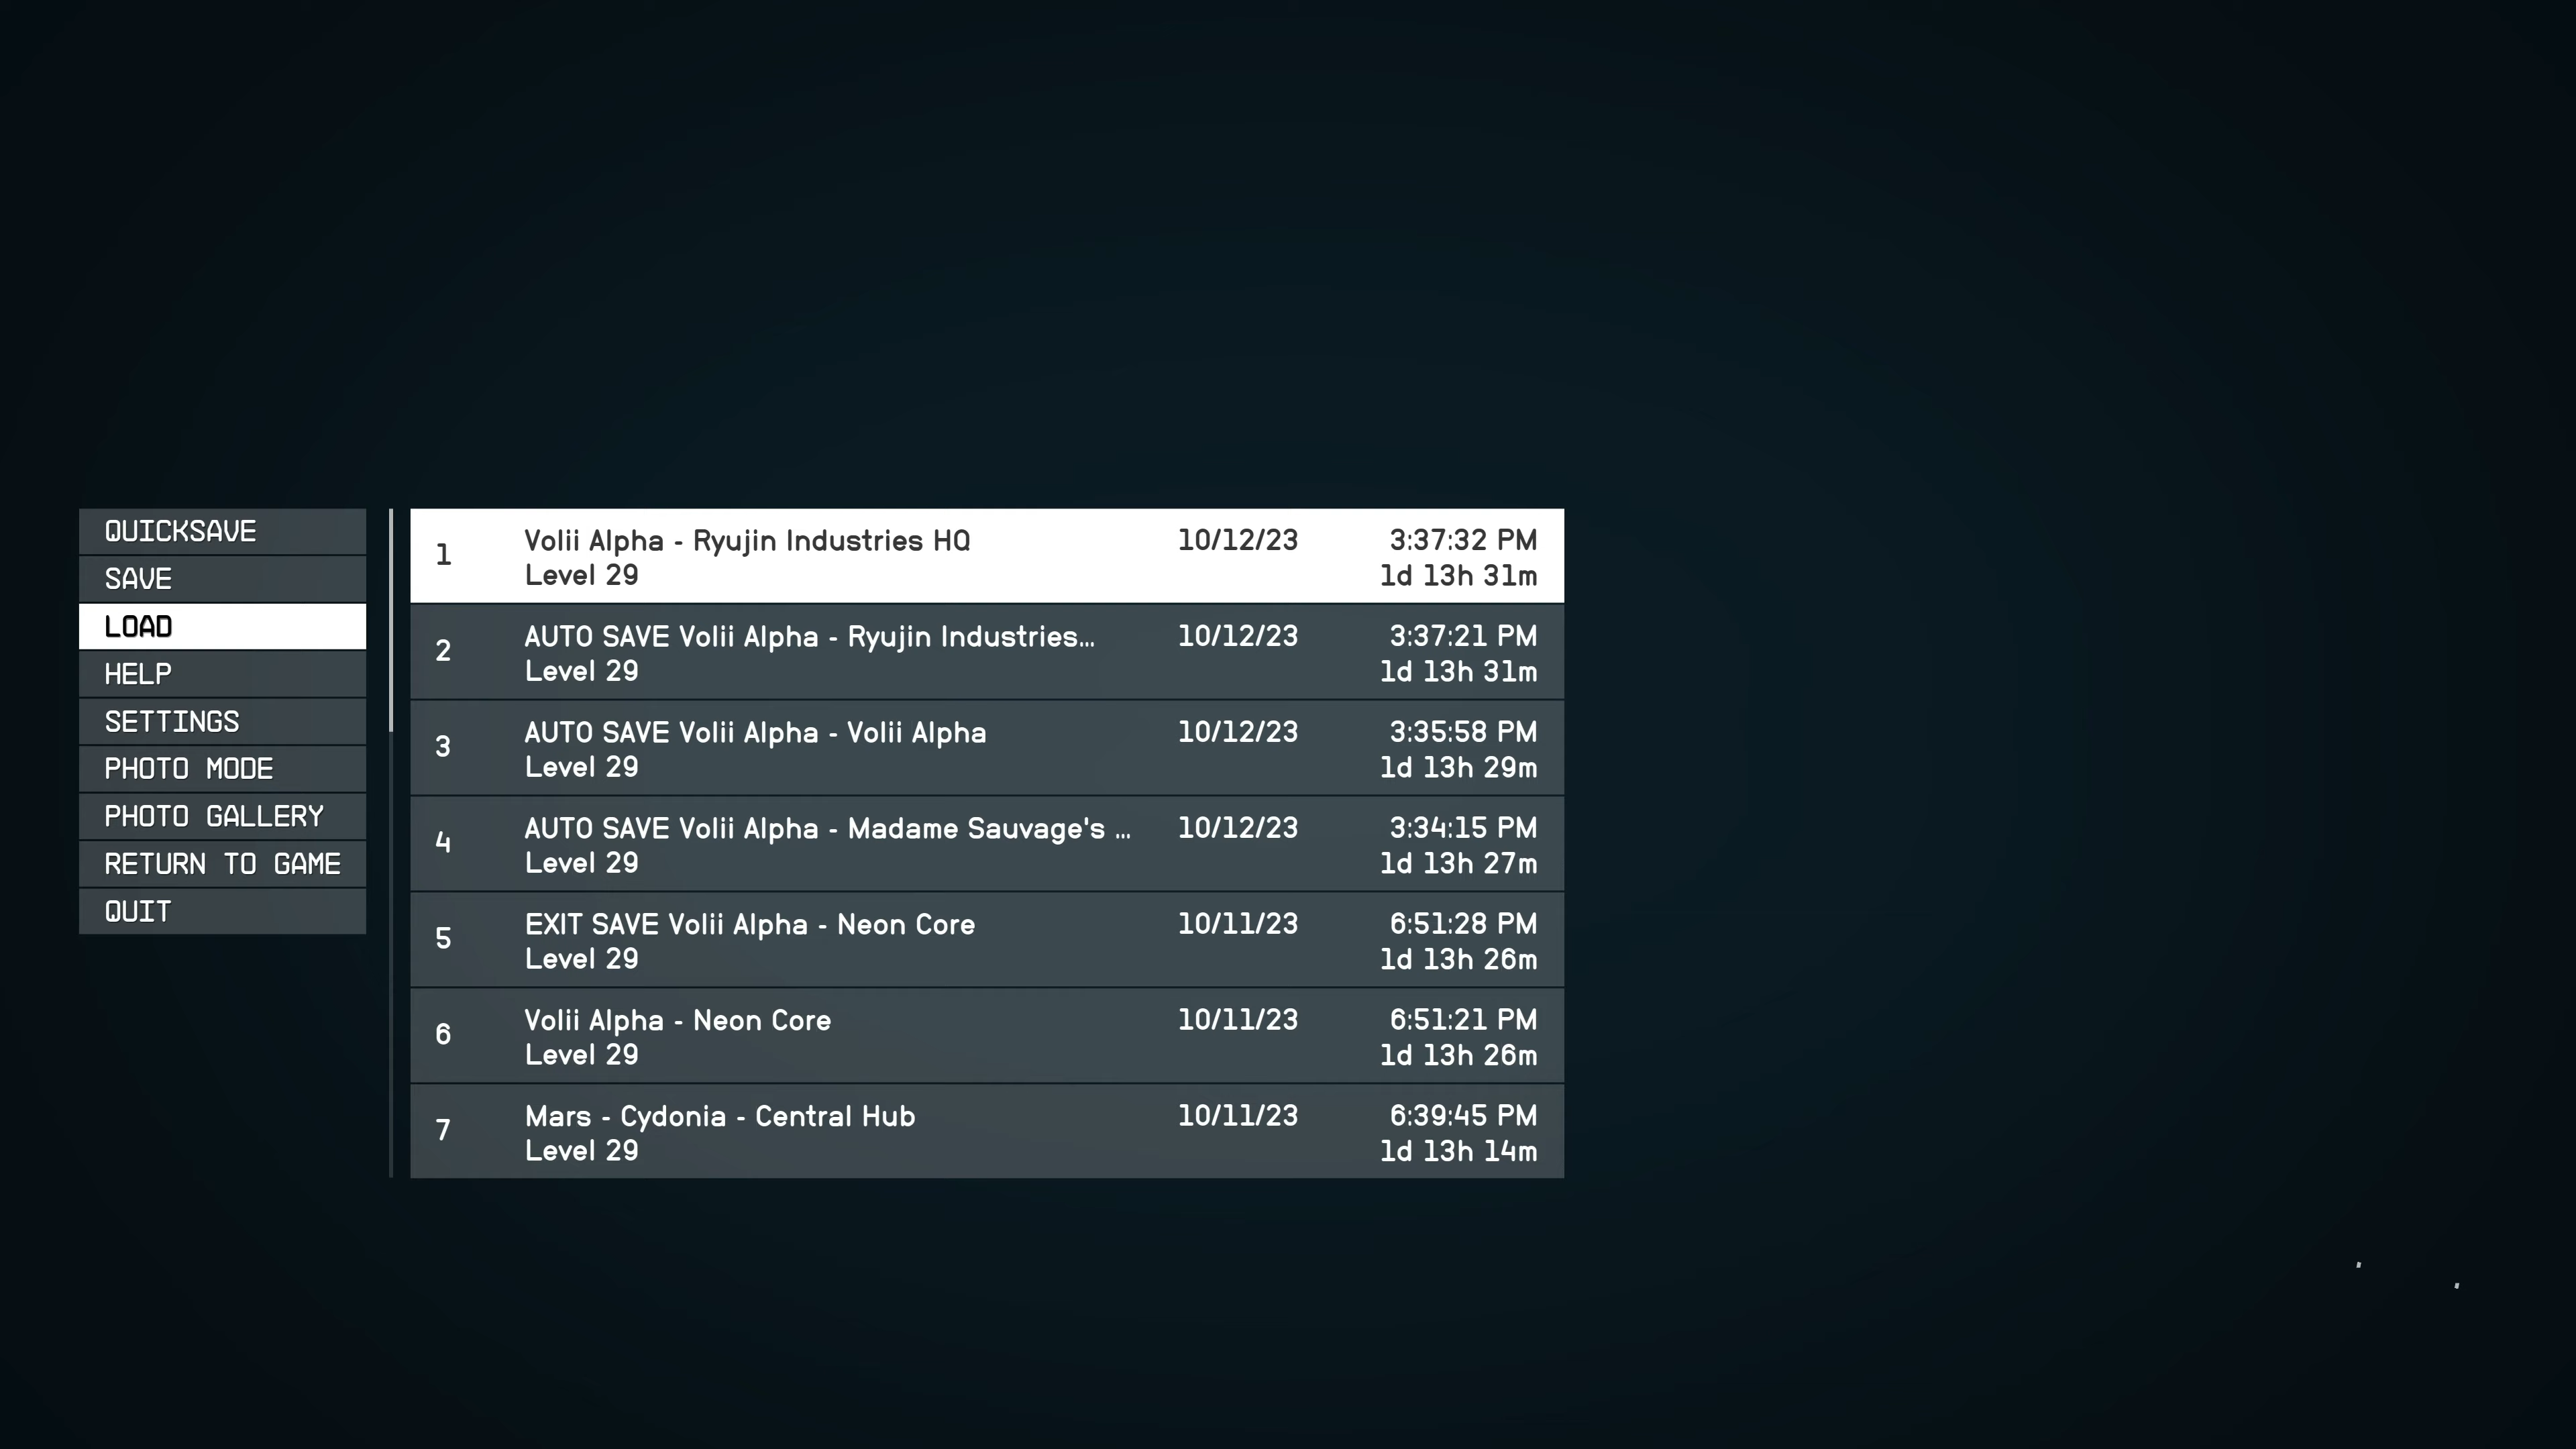 QUICKSAVE
SAVE
LOAD
HELP
SETTINGS
PHOTO MODE
PHOTO GALLERY
RETURN TO GAME
QUIT
1 Volii Alpha - Ryujin Industries HQ 10/12/23 3:37:32 PM
Level 29 1d 13h 31m
2 AUTO SAVE Volii Alpha - Ryujin Industries... 10/12/23 3:37:21 PM
Level 29 1d 13h 31m
3 AUTO SAVE Volii Alpha - Volii Alpha 10/12/23 3:35:58 PM
Level 29 1d 13h 29m
4 AUTO SAVE Volii Alpha - Madame Sauvage's ... 10/12/23 3:34:15 PM
Level 29 1d 13h 27m
5 EXIT SAVE Volii Alpha - Neon Core 10/11/23 6:51:28 PM
Level 29 1d 13h 26m
6 Volii Alpha - Neon Core 10/11/23 6:51:21 PM
Level 29 1d 13h 26m
7 Mars - Cydonia - Central Hub 10/11/23 6:39:45 PM
Level 29 1d 13h 14m